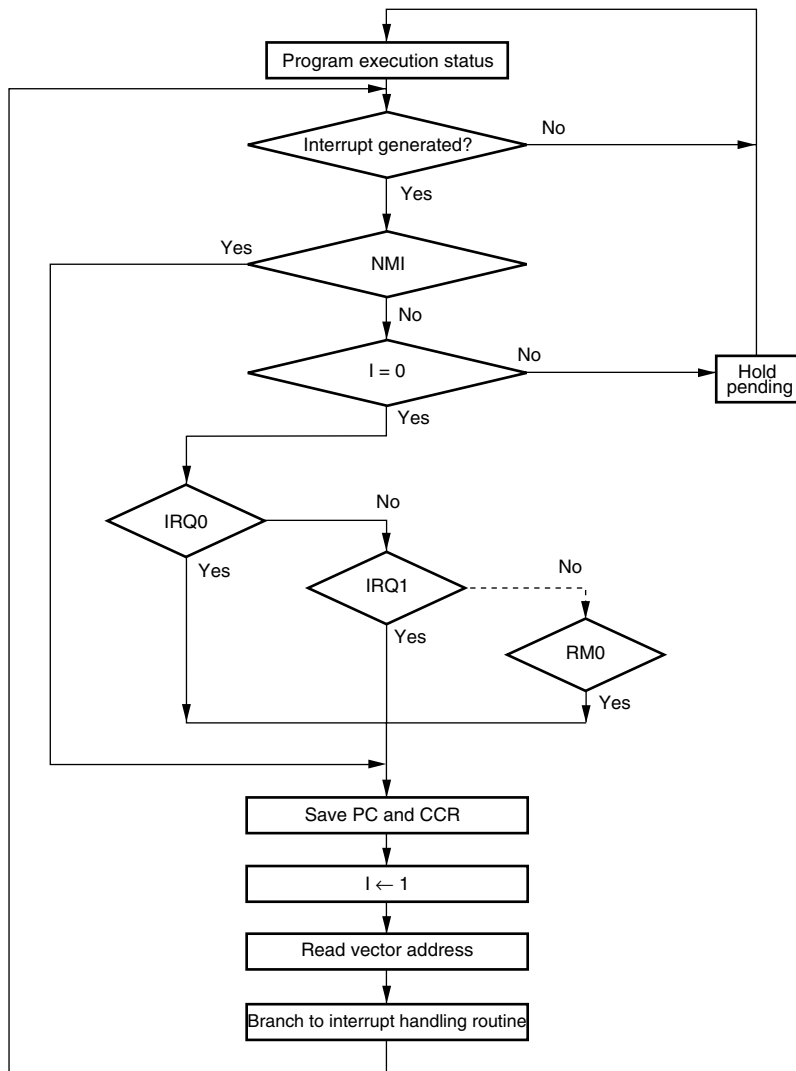 Program execution status
Interrupt generated?
No
Yes
Yes
NMI
No
I = 0
No
Hold
pending
Yes
IRQ0
No
Yes
IRQ1
No
Yes
RM0
Yes
Save PC and CCR
I ← 1
Read vector address
Branch to interrupt handling routine